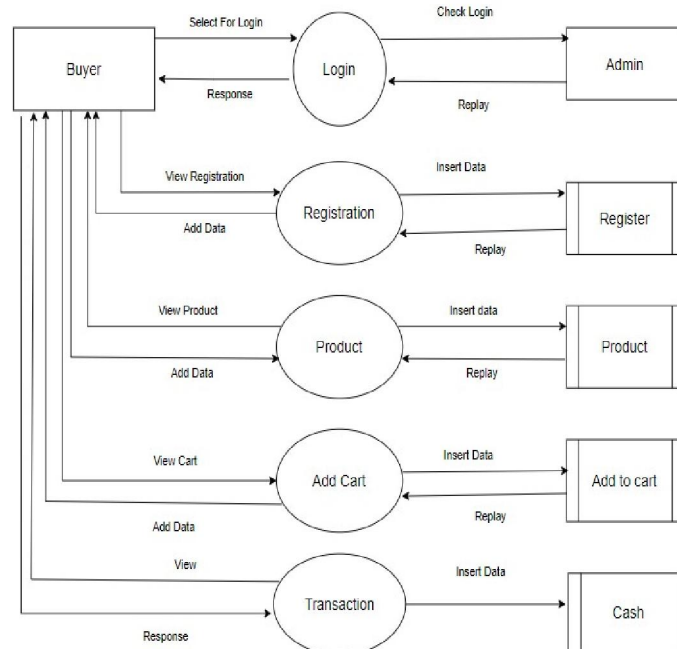 Select For Login
Check Login
Buyer
Login
Admin
Response
Replay
View Registration
Insert Data
Registration
Register
Add Data
Replay
View Product
Insert data
Product
Product
Add Data
Replay
View Cart
Insert Data
Add Cart
Add to cart
Add Data
Replay
View
Insert Data
Transaction
Cash
Response